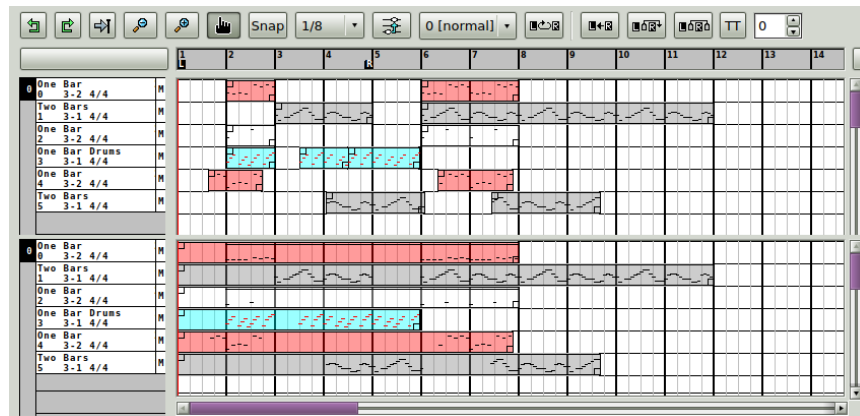 Snap 1/8 0 [normal] TT 0
1 2 3 4 5 6 7 8 9 10 11 12 13 14
L R
0 One Bar M
0 3-2 4/4
Two Bars M
1 3-1 4/4
One Bar M
2 3-2 4/4
One Bar Drums M
3 3-1 4/4
One Bar M
4 3-2 4/4
Two Bars M
5 3-1 4/4
0 One Bar M
0 3-2 4/4
Two Bars M
1 3-1 4/4
One Bar M
2 3-2 4/4
One Bar Drums M
3 3-1 4/4
One Bar M
4 3-2 4/4
Two Bars M
5 3-1 4/4